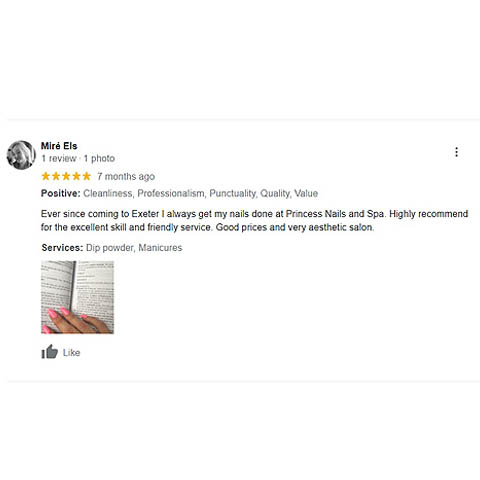 Miré Els
1 review · 1 photo
7 months ago
Positive: Cleanliness, Professionalism, Punctuality, Quality, Value
Ever since coming to Exeter I always get my nails done at Princess Nails and Spa. Highly recommend
for the excellent skill and friendly service. Good prices and very aesthetic salon.
Services: Dip powder, Manicures
Like